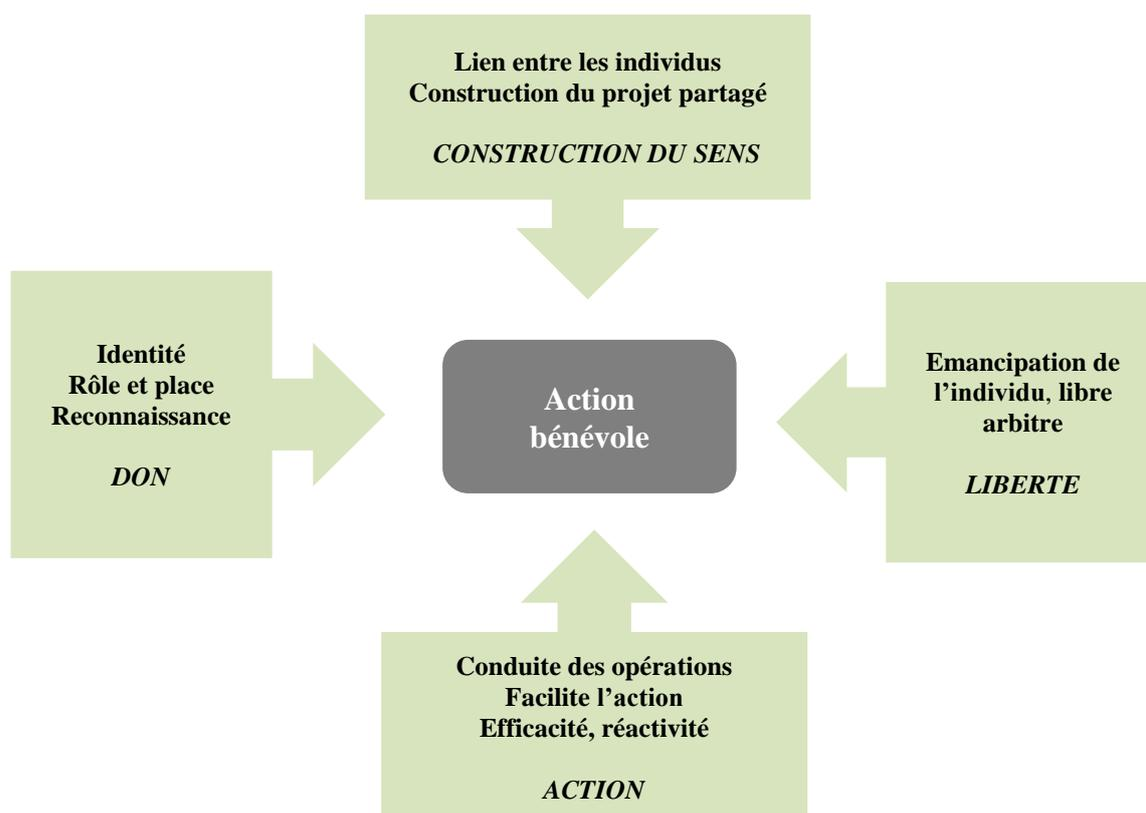 Lien entre les individus
Construction du projet partagé
CONSTRUCTION DU SENS
Identité
Rôle et place
Reconnaissance
DON
Action
bénévole
Emancipation de
l’individu, libre
arbitre
LIBERTE
Conduite des opérations
Facilite l’action
Efficacité, réactivité
ACTION